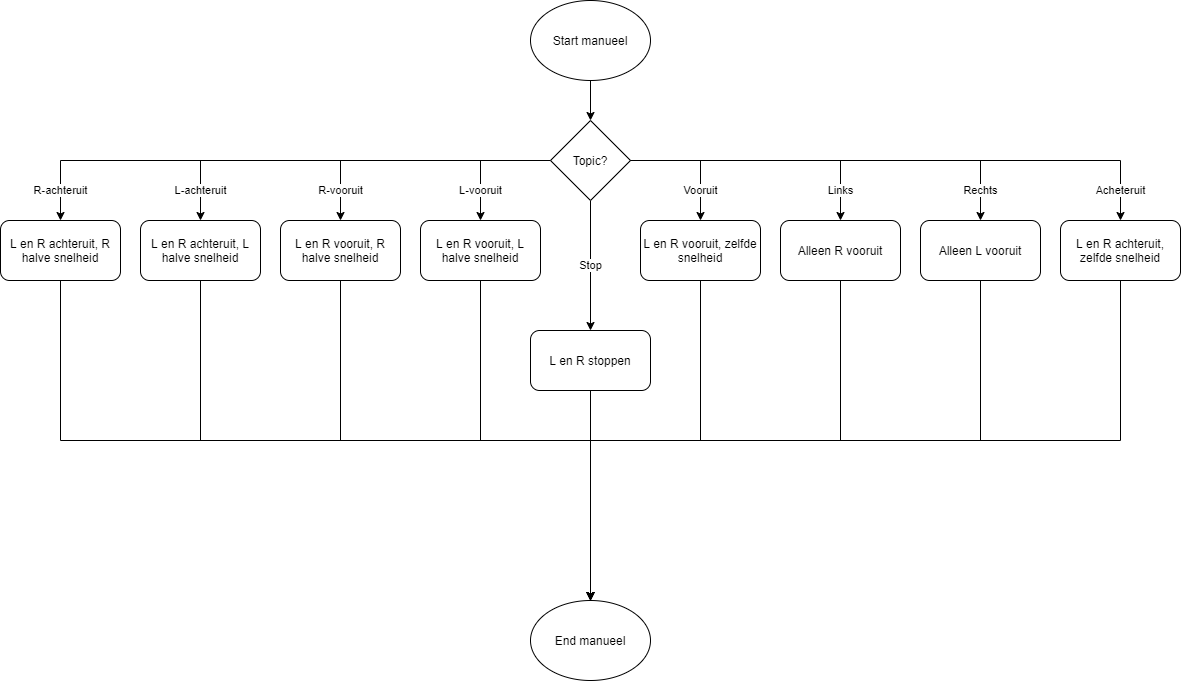 Start manueel
Topic?
R-achteruit
L-achteruit
R-vooruit
L-vooruit
Vooruit
Links
Rechts
Acheteruit
L en R achteruit, R
halve snelheid
L en R achteruit, L
halve snelheid
L en R vooruit, R
halve snelheid
L en R vooruit, L
halve snelheid
L en R vooruit, zelfde
snelheid
Alleen R vooruit
Alleen L vooruit
L en R achteruit,
zelfde snelheid
Stop
L en R stoppen
End manueel